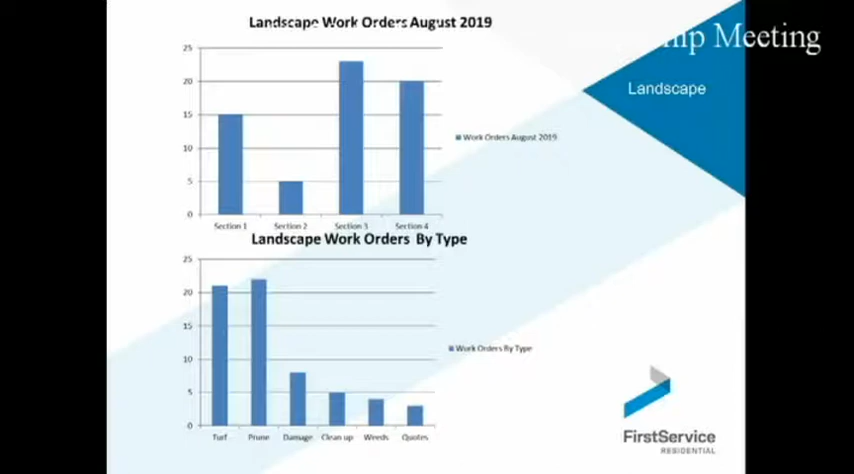 Landscape Work Orders August 2019
Meeting
Landscape
25
20
15
10
5
0
Section 1 Section 2 Section 3 Section 4
Work Orders August 2019
Landscape Work Orders By Type
25
20
15
10
5
0
Turf Prune Damage Clean up Weeds Quotes
Work Orders By Type
FirstService
RESIDENTIAL